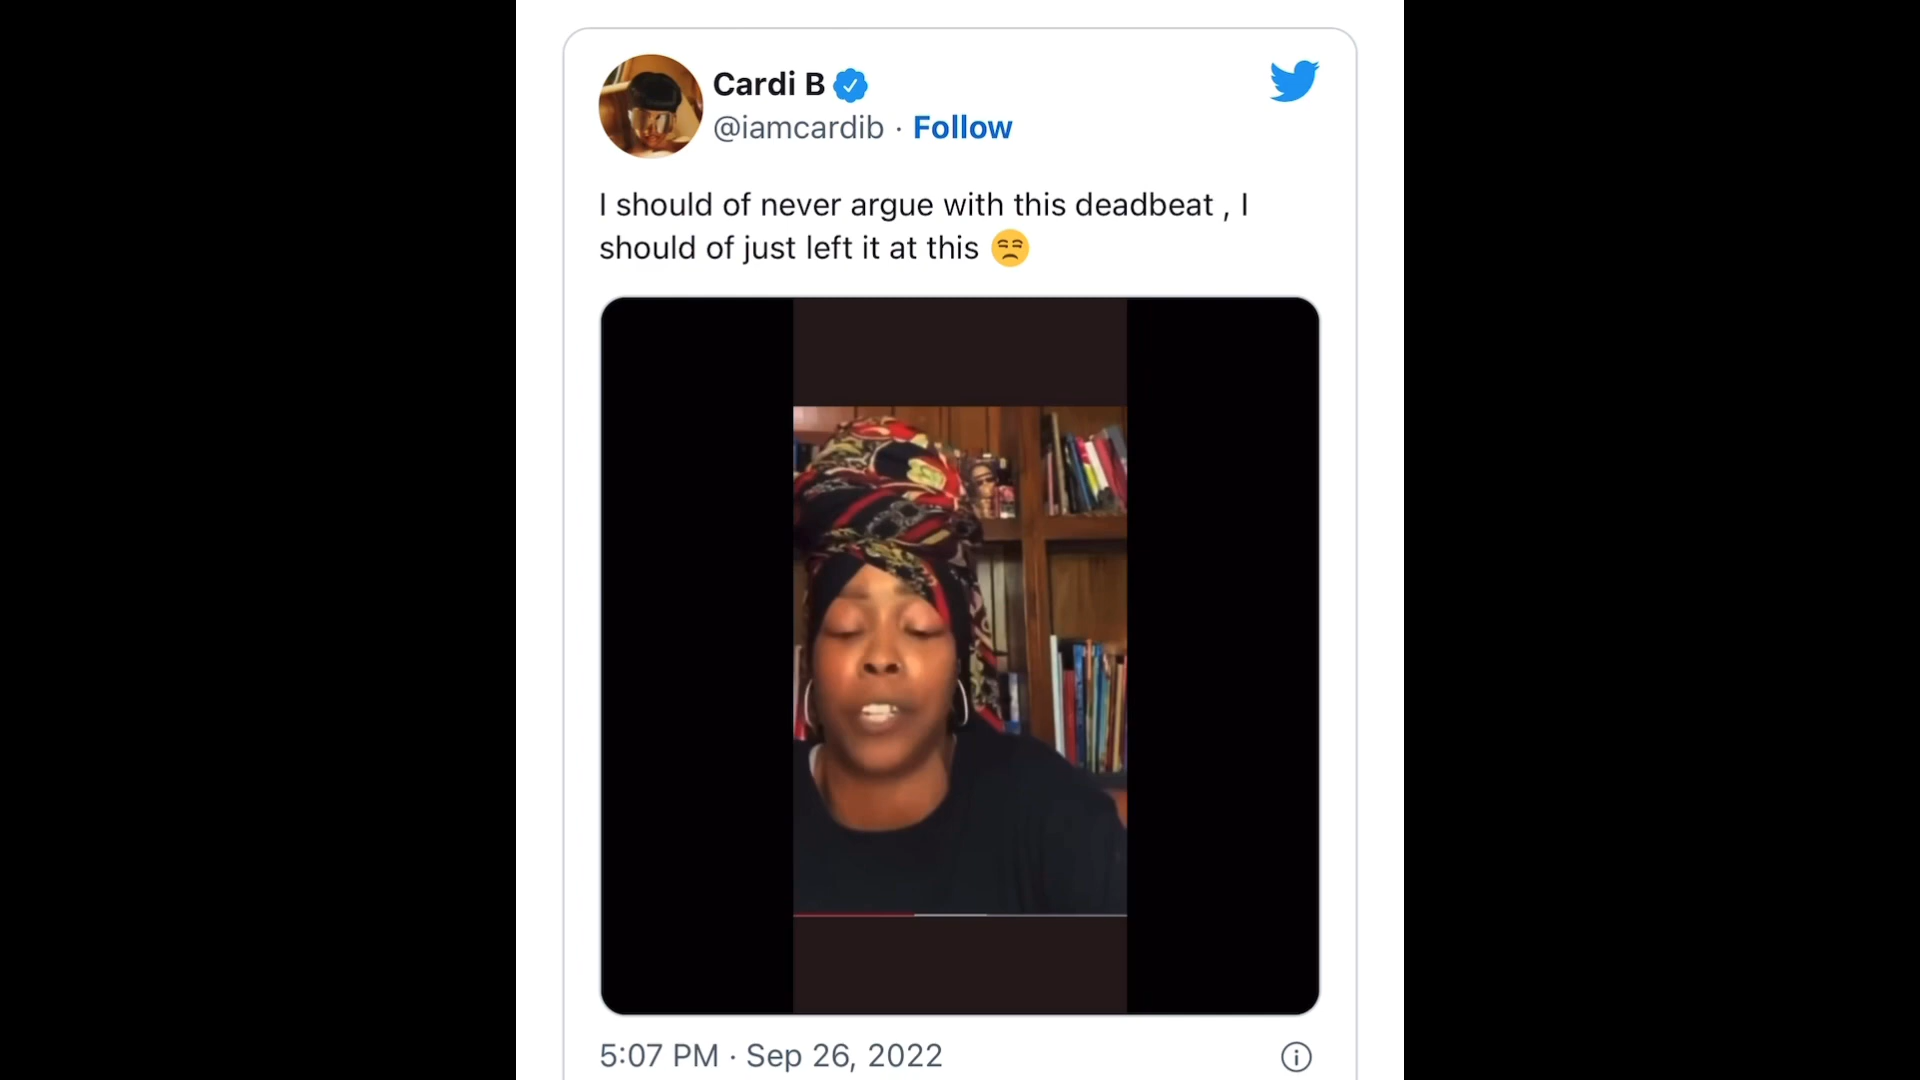 Cardi B
@iamcardib · Follow
I should of never argue with this deadbeat , I
should of just left it at this 😒
5:07 PM · Sep 26, 2022